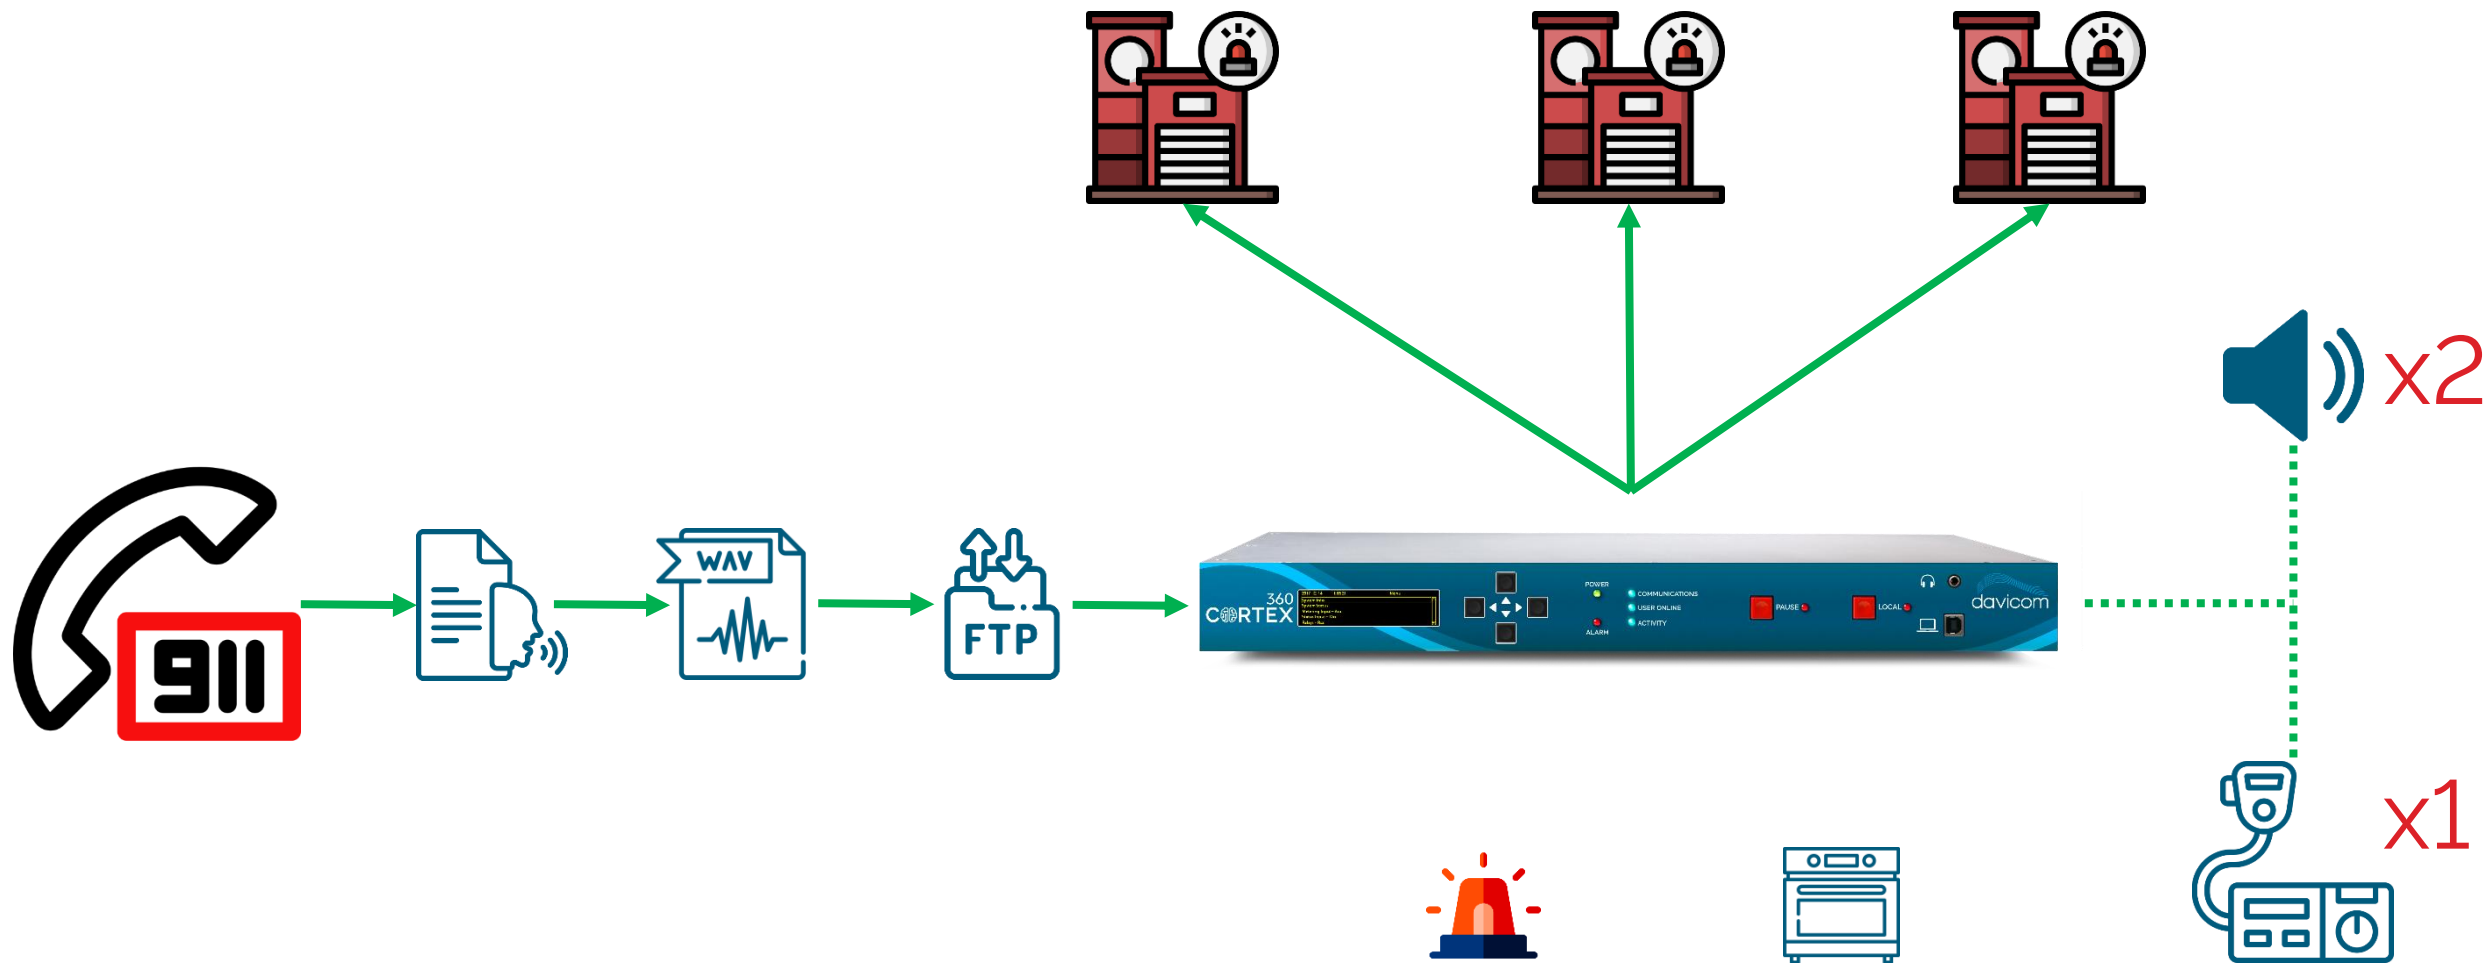 x2
911
WAV
FTP
360
CORTEX
POWER
ALARM
COMMUNICATIONS
USER ONLINE
ACTIVITY
PAUSE
LOCAL
davicom
x1